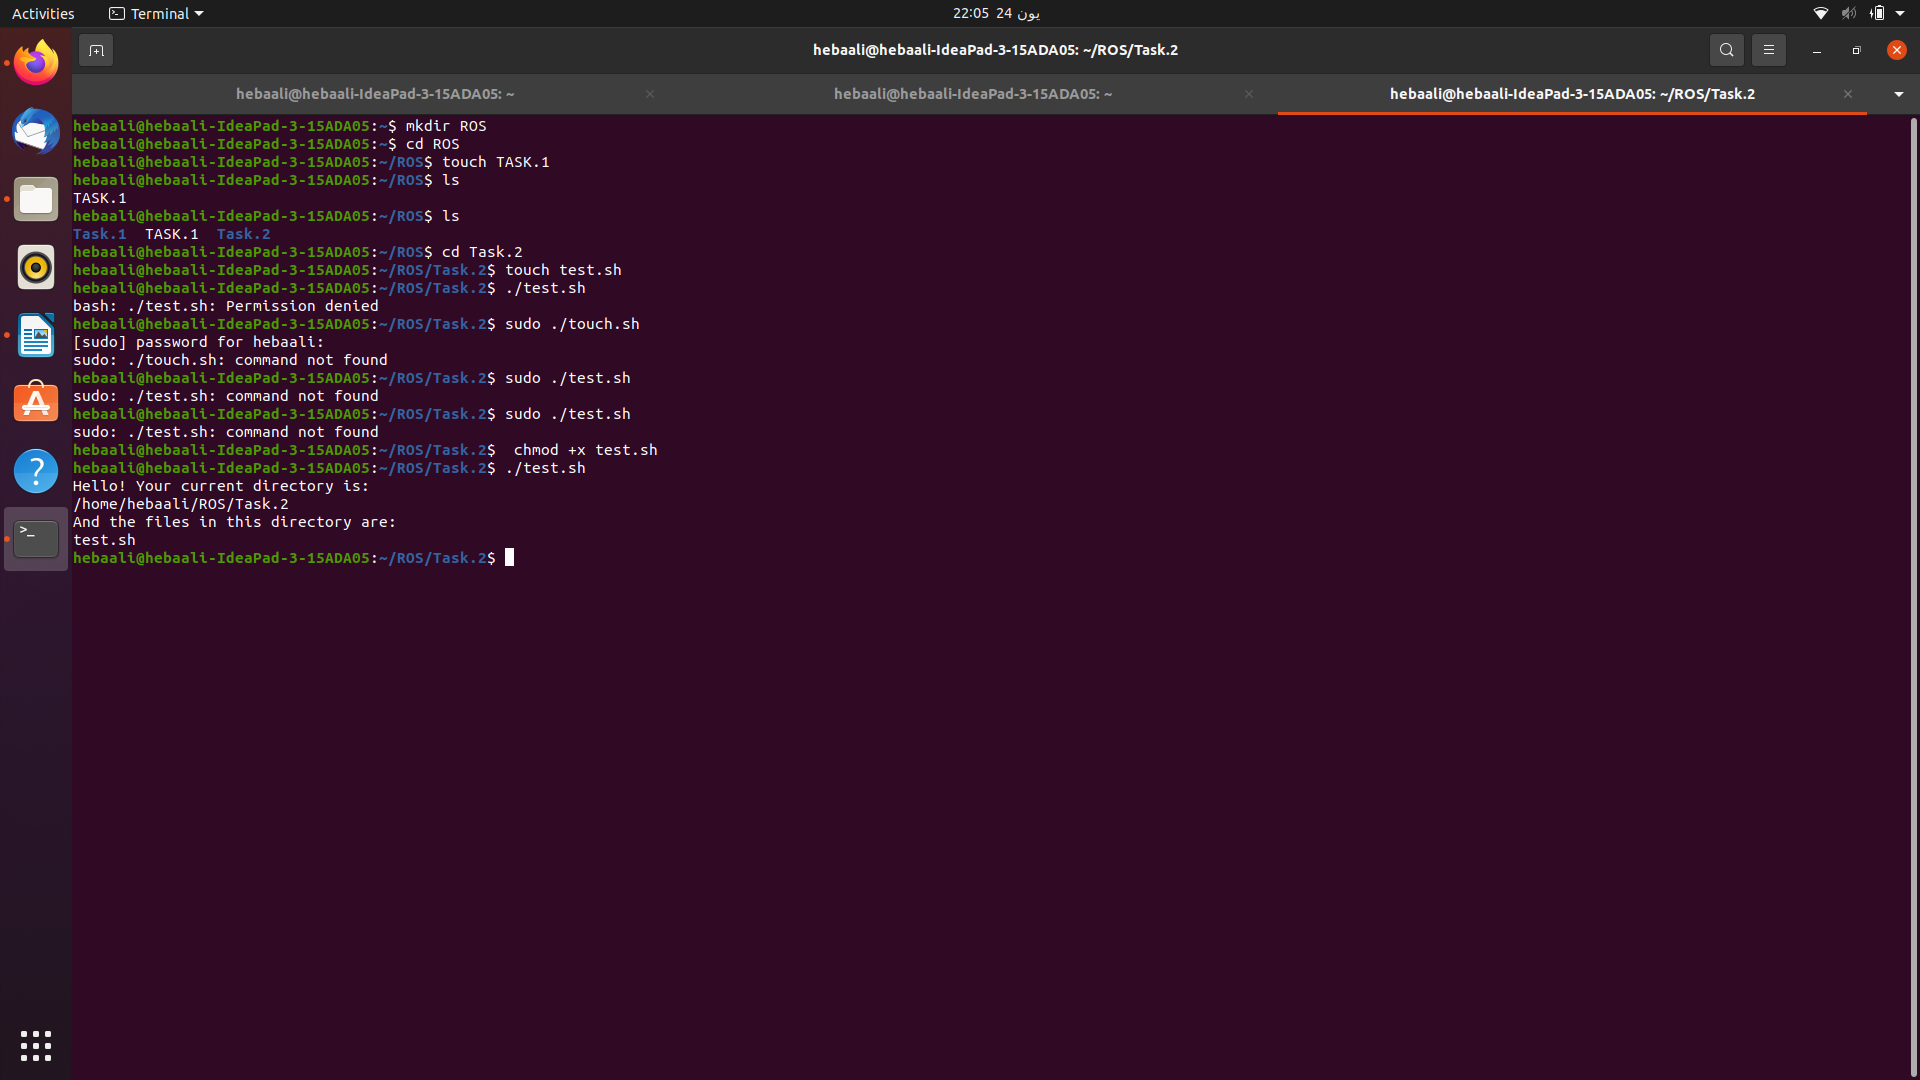 Activities
Terminal
22:05 24 يون
hebaali@hebaali-IdeaPad-3-15ADA05: ~/ROS/Task.2
hebaali@hebaali-IdeaPad-3-15ADA05: ~
hebaali@hebaali-IdeaPad-3-15ADA05: ~
hebaali@hebaali-IdeaPad-3-15ADA05: ~/ROS/Task.2
hebaali@hebaali-IdeaPad-3-15ADA05:~$ mkdir ROS
hebaali@hebaali-IdeaPad-3-15ADA05:~$ cd ROS
hebaali@hebaali-IdeaPad-3-15ADA05:~/ROS$ touch TASK.1
hebaali@hebaali-IdeaPad-3-15ADA05:~/ROS$ ls
TASK.1
hebaali@hebaali-IdeaPad-3-15ADA05:~/ROS$ ls
Task.1  TASK.1  Task.2
hebaali@hebaali-IdeaPad-3-15ADA05:~/ROS$ cd Task.2
hebaali@hebaali-IdeaPad-3-15ADA05:~/ROS/Task.2$ touch test.sh
hebaali@hebaali-IdeaPad-3-15ADA05:~/ROS/Task.2$ ./test.sh
bash: ./test.sh: Permission denied
hebaali@hebaali-IdeaPad-3-15ADA05:~/ROS/Task.2$ sudo ./touch.sh
[sudo] password for hebaali:
sudo: ./touch.sh: command not found
hebaali@hebaali-IdeaPad-3-15ADA05:~/ROS/Task.2$ sudo ./test.sh
sudo: ./test.sh: command not found
hebaali@hebaali-IdeaPad-3-15ADA05:~/ROS/Task.2$ sudo ./test.sh
sudo: ./test.sh: command not found
hebaali@hebaali-IdeaPad-3-15ADA05:~/ROS/Task.2$  chmod +x test.sh
hebaali@hebaali-IdeaPad-3-15ADA05:~/ROS/Task.2$ ./test.sh
Hello! Your current directory is:
/home/hebaali/ROS/Task.2
And the files in this directory are:
test.sh
hebaali@hebaali-IdeaPad-3-15ADA05:~/ROS/Task.2$